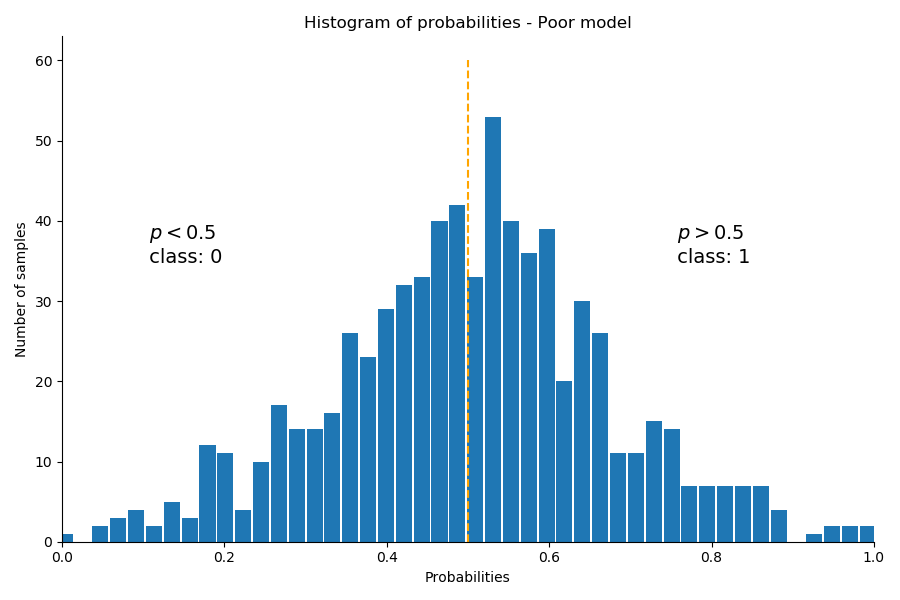 Histogram of probabilities - Poor model
60
50
40
30
20
10
0
Number of samples
p < 0.5
class: 0
p > 0.5
class: 1
0.0 0.2 0.4 0.6 0.8 1.0
Probabilities